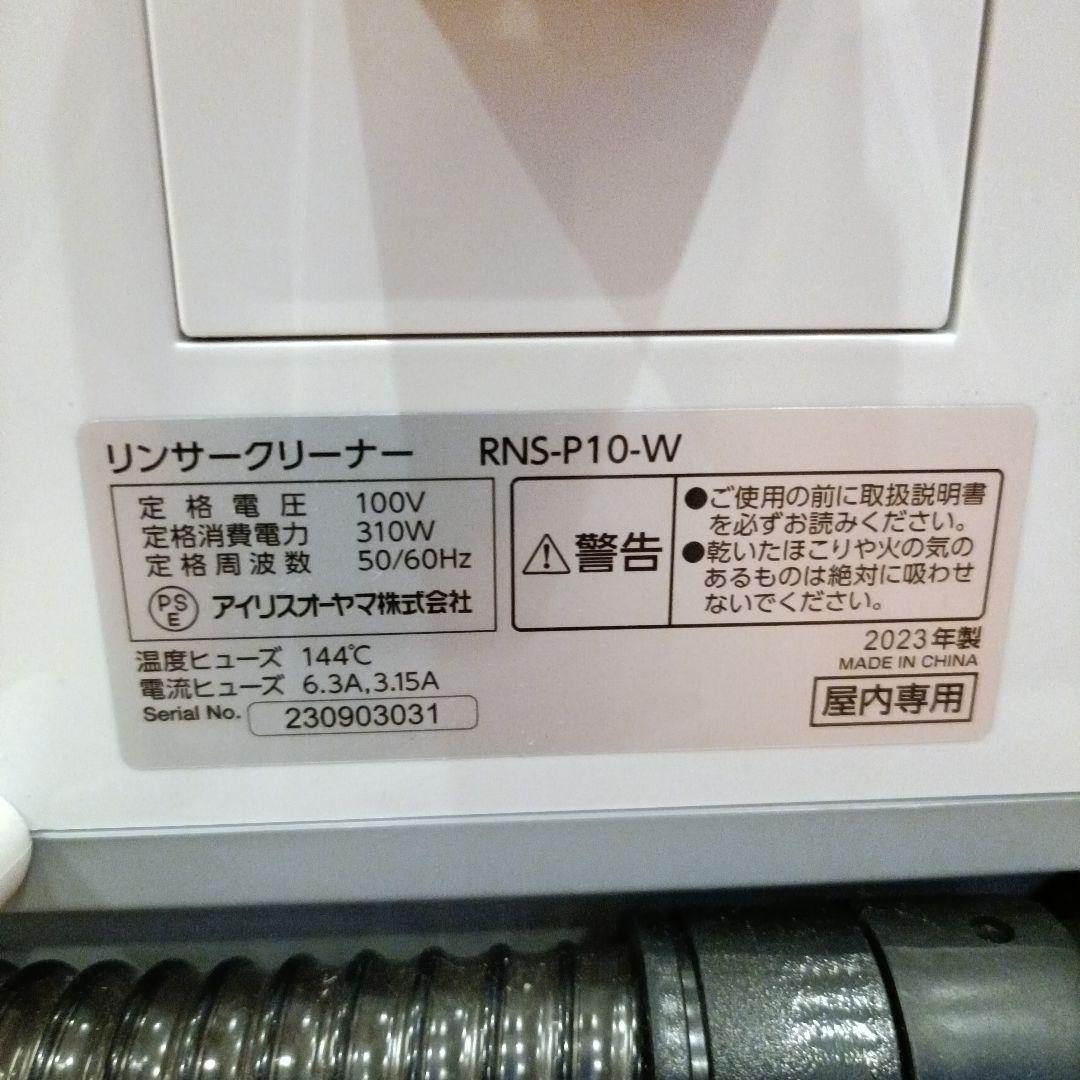 リンサークリーナー RNS-P10-W
定格電圧 100V
定格消費電力 310W
定格周波数 50/60Hz
PSE アイリスオーヤマ株式会社
警告
●ご使用の前に取扱説明書
を必ずお読みください。
●乾いたほこりや火の気の
あるものは絶対に吸わせ
ないでください。
温度ヒューズ 144℃
電流ヒューズ 6.3A,3.15A
Serial No. 230903031
2023年製
MADE IN CHINA
屋内専用